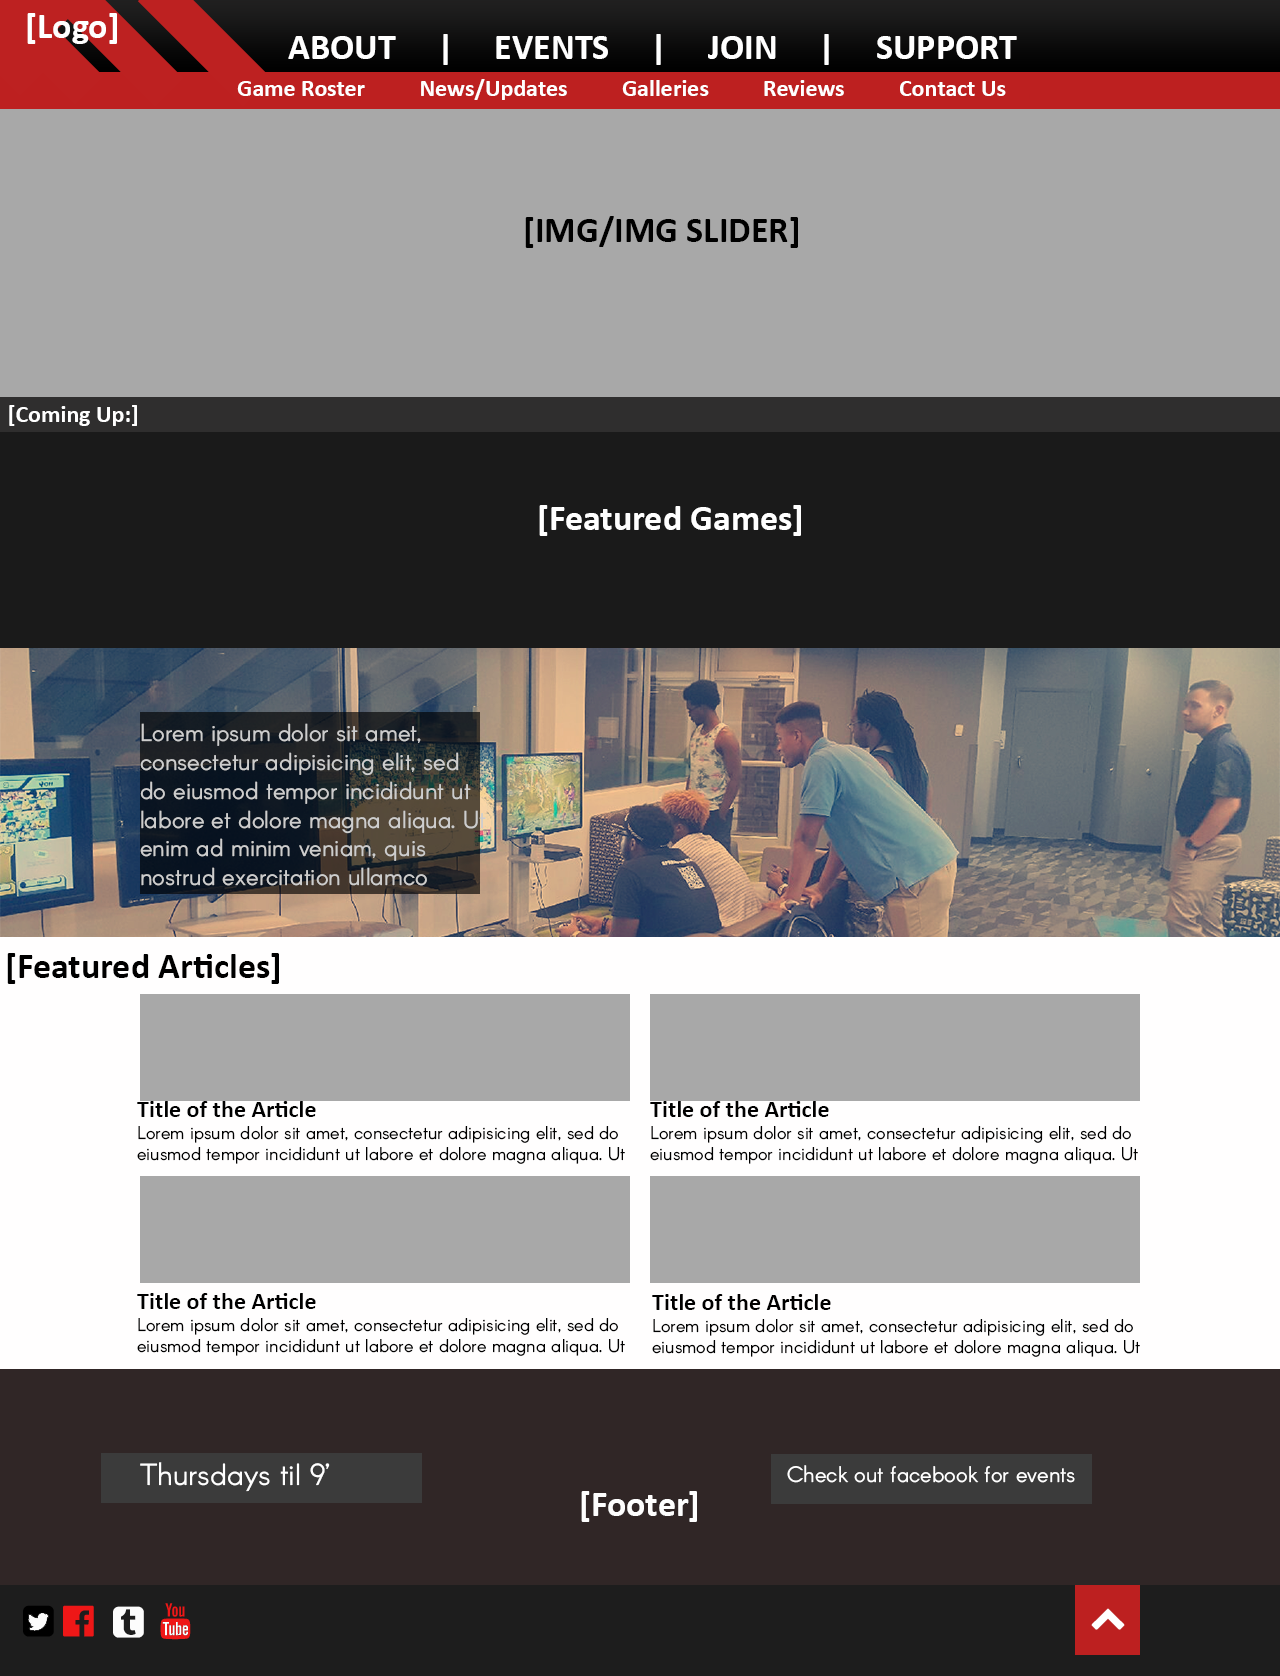 [Logo]
ABOUT | EVENTS | JOIN | SUPPORT
Game Roster News/Updates Galleries Reviews Contact Us
[IMG/IMG SLIDER]
[Coming Up:]
[Featured Games]
Lorem ipsum dolor sit amet,
consectetur adipisicing elit, sed
do eiusmod tempor incididunt ut
labore et dolore magna aliqua. Ut
enim ad minim veniam, quis
nostrud exercitation ullamco
[Featured Articles]
Title of the Article
Lorem ipsum dolor sit amet, consectetur adipisicing elit, sed do
eiusmod tempor incididunt ut labore et dolore magna aliqua. Ut
Title of the Article
Lorem ipsum dolor sit amet, consectetur adipisicing elit, sed do
eiusmod tempor incididunt ut labore et dolore magna aliqua. Ut
Title of the Article
Lorem ipsum dolor sit amet, consectetur adipisicing elit, sed do
eiusmod tempor incididunt ut labore et dolore magna aliqua. Ut
Title of the Article
Lorem ipsum dolor sit amet, consectetur adipisicing elit, sed do
eiusmod tempor incididunt ut labore et dolore magna aliqua. Ut
Thursdays til 9'
Check out facebook for events
[Footer]
You
Tube